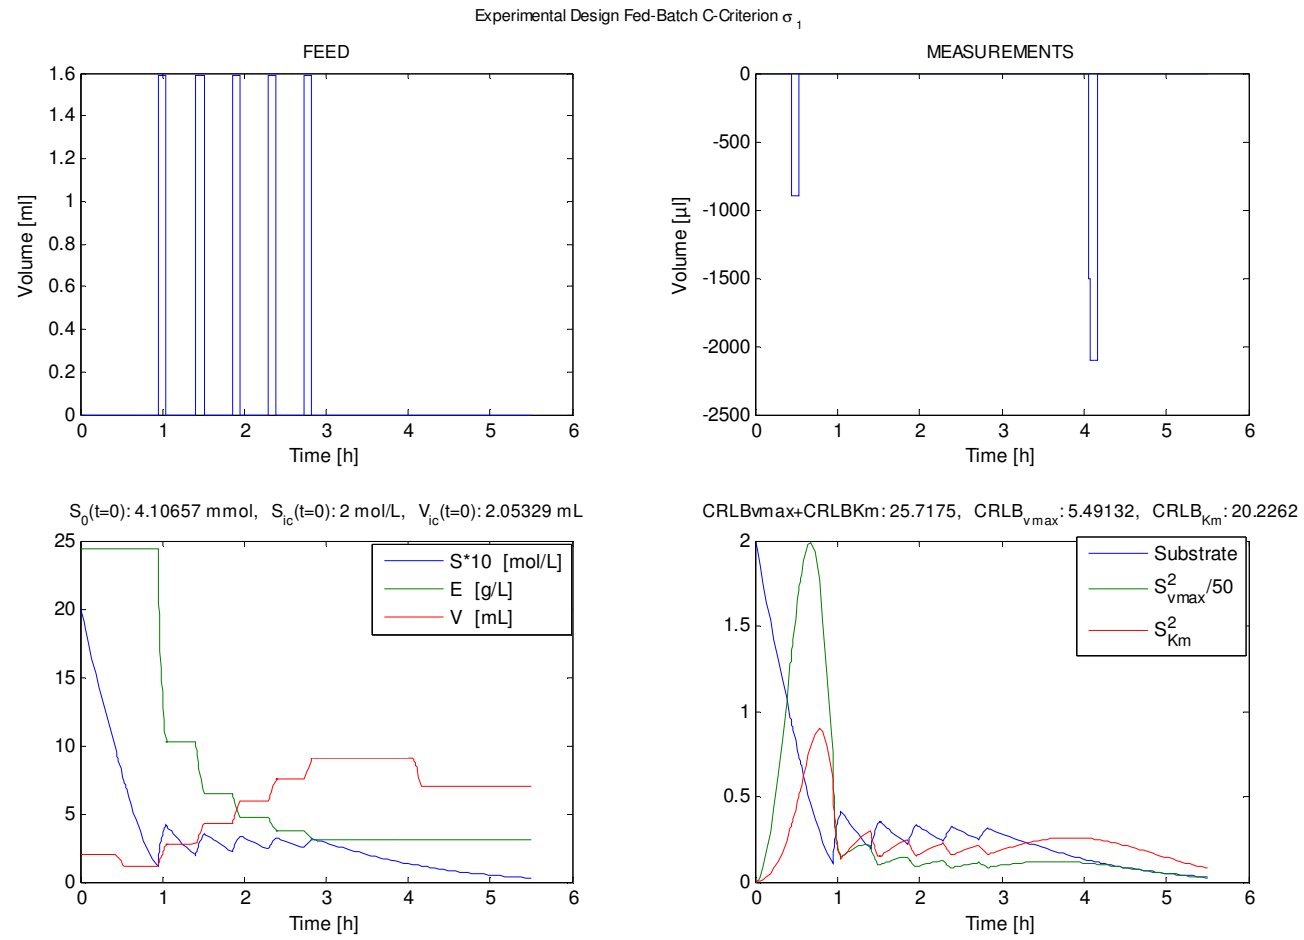 Experimental Design Fed-Batch C-Criterion σ1
FEED
1.6
1.4
1.2
1
0.8
0.6
0.4
0.2
0
Volume [ml]
0 1 2 3 4 5 6
Time [h]
MEASUREMENTS
0
-500
-1000
-1500
-2000
-2500
Volume [µl]
0 1 2 3 4 5 6
Time [h]
S0(t=0): 4.10657 mmol, Sic(t=0): 2 mol/L, Vic(t=0): 2.05329 mL
25
20
15
10
5
0
S*10 [mol/L]
E [g/L]
V [mL]
0 1 2 3 4 5 6
Time [h]
CRLBvmax+CRLBKm: 25.7175, CRLBvmax: 5.49132, CRLBKm: 20.2262
2
1.5
1
0.5
0
Substrate
S2vmax/50
S2Km
0 1 2 3 4 5 6
Time [h]